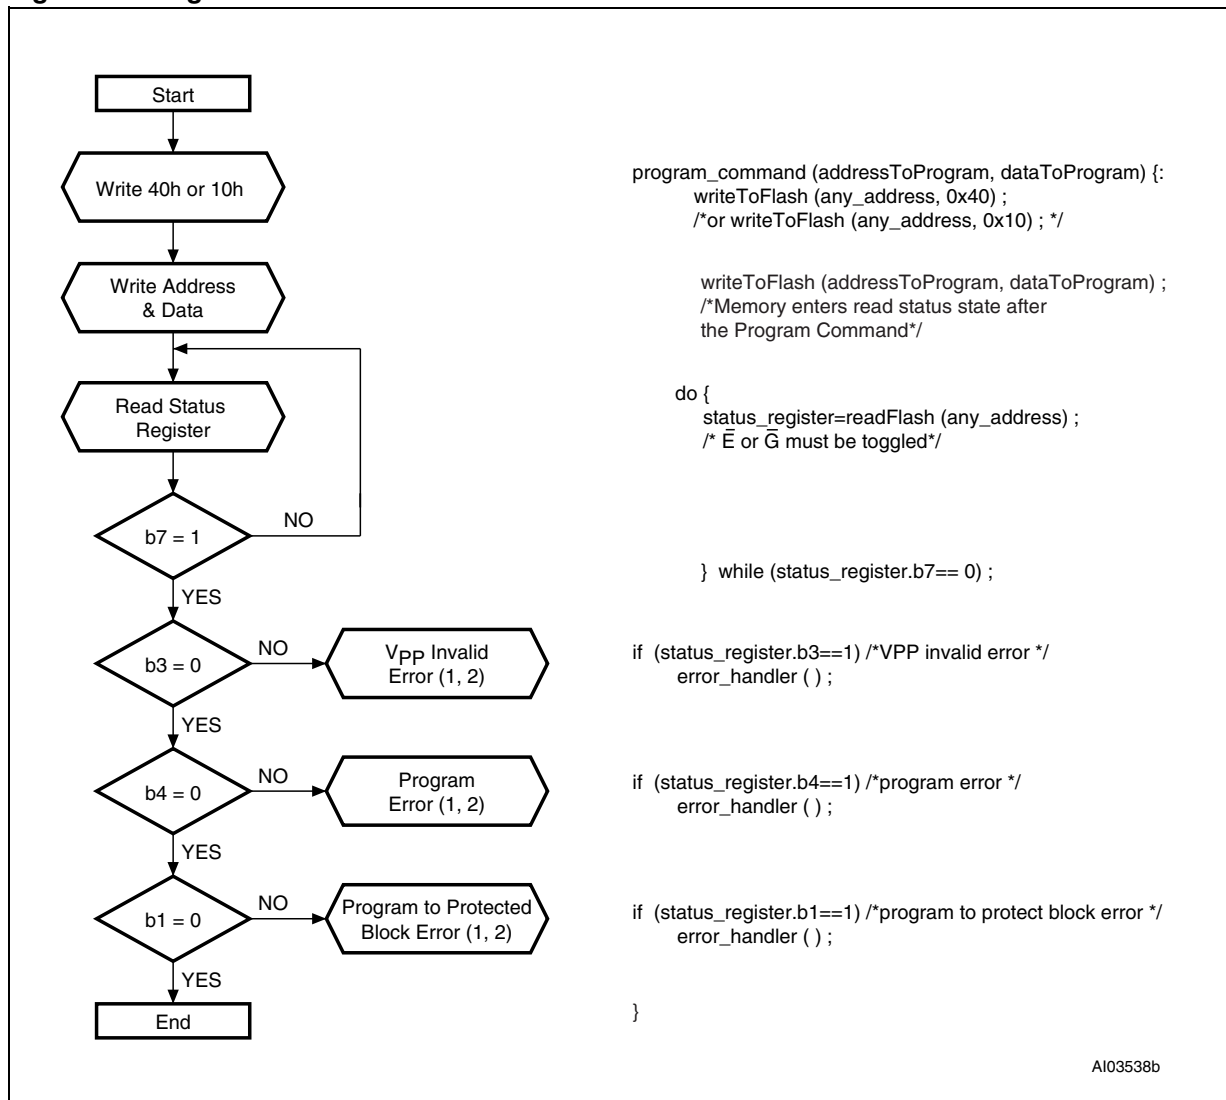 Start
Write 40h or 10h
Write Address
& Data
Read Status
Register
b7 = 1
NO
YES
b3 = 0
NO
VPP Invalid
Error (1, 2)
YES
b4 = 0
NO
Program
Error (1, 2)
YES
b1 = 0
NO
Program to Protected
Block Error (1, 2)
YES
End
program_command (addressToProgram, dataToProgram) {:
writeToFlash (any_address, 0x40) ;
/*or writeToFlash (any_address, 0x10) ; */
writeToFlash (addressToProgram, dataToProgram) ;
/*Memory enters read status state after
the Program Command*/
do {
status_register=readFlash (any_address) ;
/* E̅ or G̅ must be toggled*/
} while (status_register.b7== 0) ;
if (status_register.b3==1) /*VPP invalid error */
error_handler ( ) ;
if (status_register.b4==1) /*program error */
error_handler ( ) ;
if (status_register.b1==1) /*program to protect block error */
error_handler ( ) ;
}
AI03538b